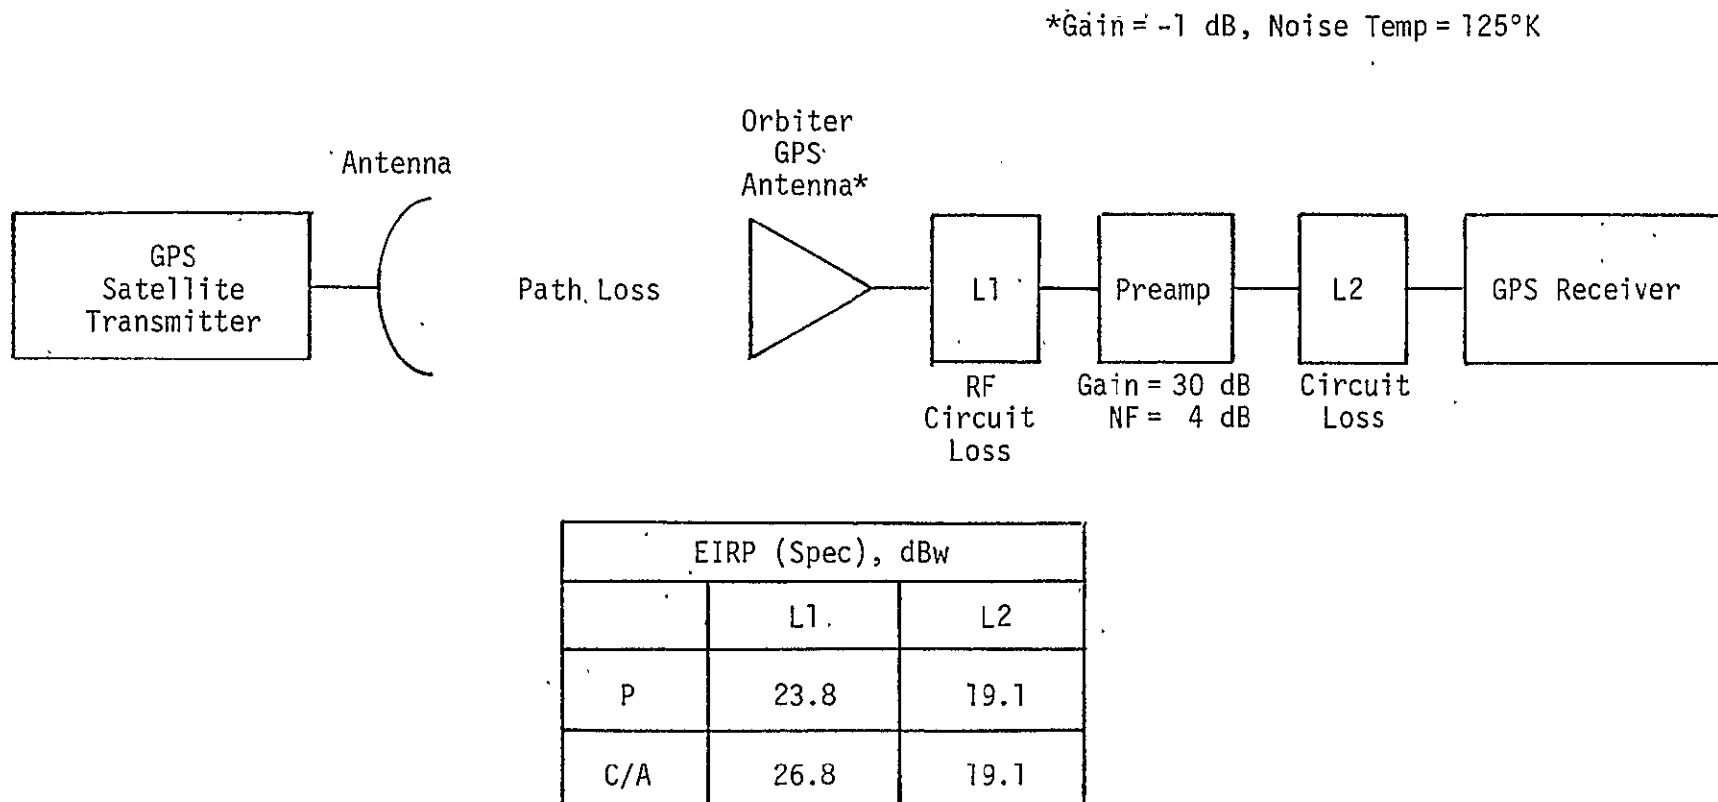 *Gain = -1 dB, Noise Temp = 125°K
Orbiter
GPS
Antenna*
Antenna
GPS
Satellite
Transmitter
Path Loss
L1
Preamp
L2
GPS Receiver
RF
Circuit
Loss
Gain = 30 dB
NF = 4 dB
Circuit
Loss
EIRP (Spec), dBw
L1 L2
P 23.8 19.1
C/A 26.8 19.1